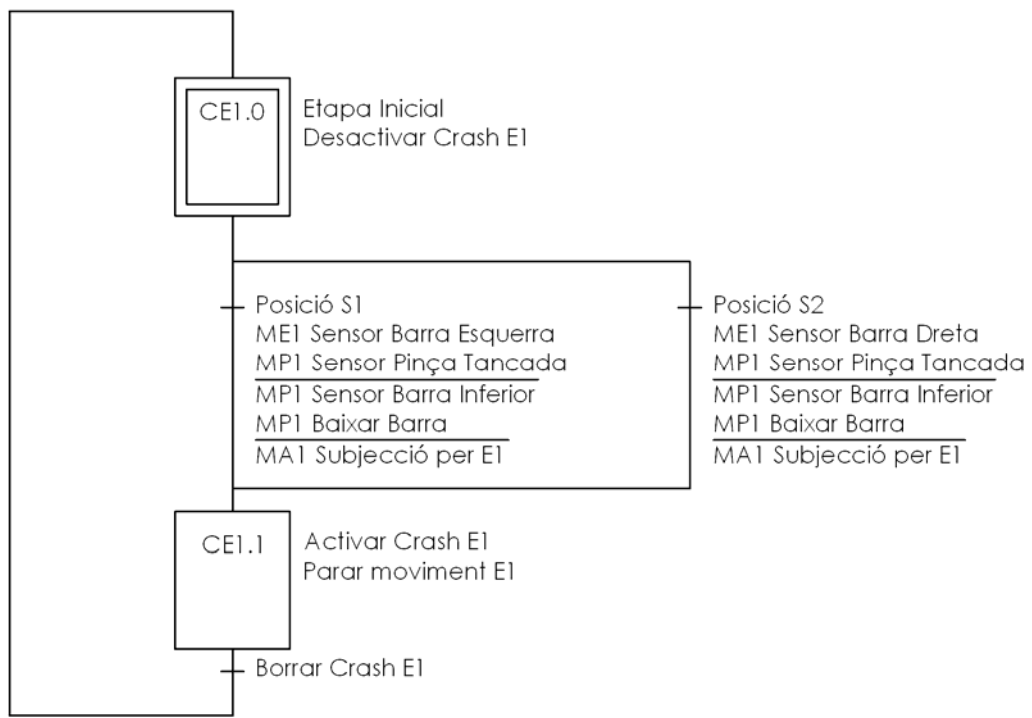 CE1.0
Etapa Inicial
Desactivar Crash E1
Posició S1
ME1 Sensor Barra Esquerra
MP1 Sensor Pinça Tancada
MP1 Sensor Barra Inferior
MP1 Baixar Barra
MA1 Subjecció per E1
Posició S2
ME1 Sensor Barra Dreta
MP1 Sensor Pinça Tancada
MP1 Sensor Barra Inferior
MP1 Baixar Barra
MA1 Subjecció per E1
CE1.1
Activar Crash E1
Parar moviment E1
Borrar Crash E1